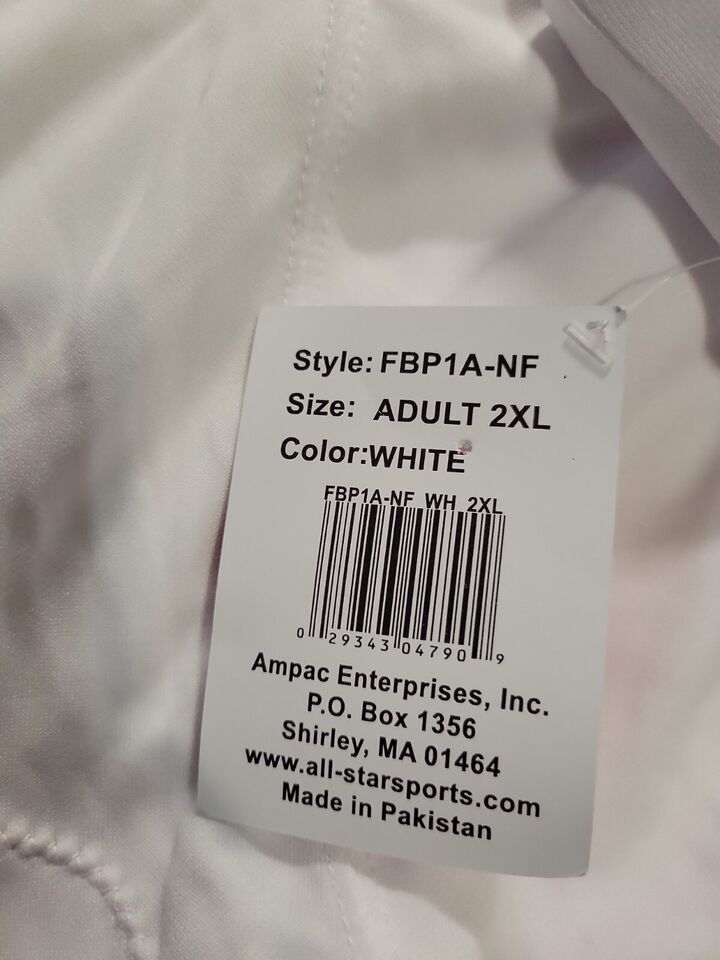 Style: FBP1A-NF
Size: ADULT 2XL
Color:WHITE
FBP1A-NF WH 2XL
0 29343 04790 9
Ampac Enterprises, Inc.
P.O. Box 1356
Shirley, MA 01464
www.all-starsports.com
Made in Pakistan